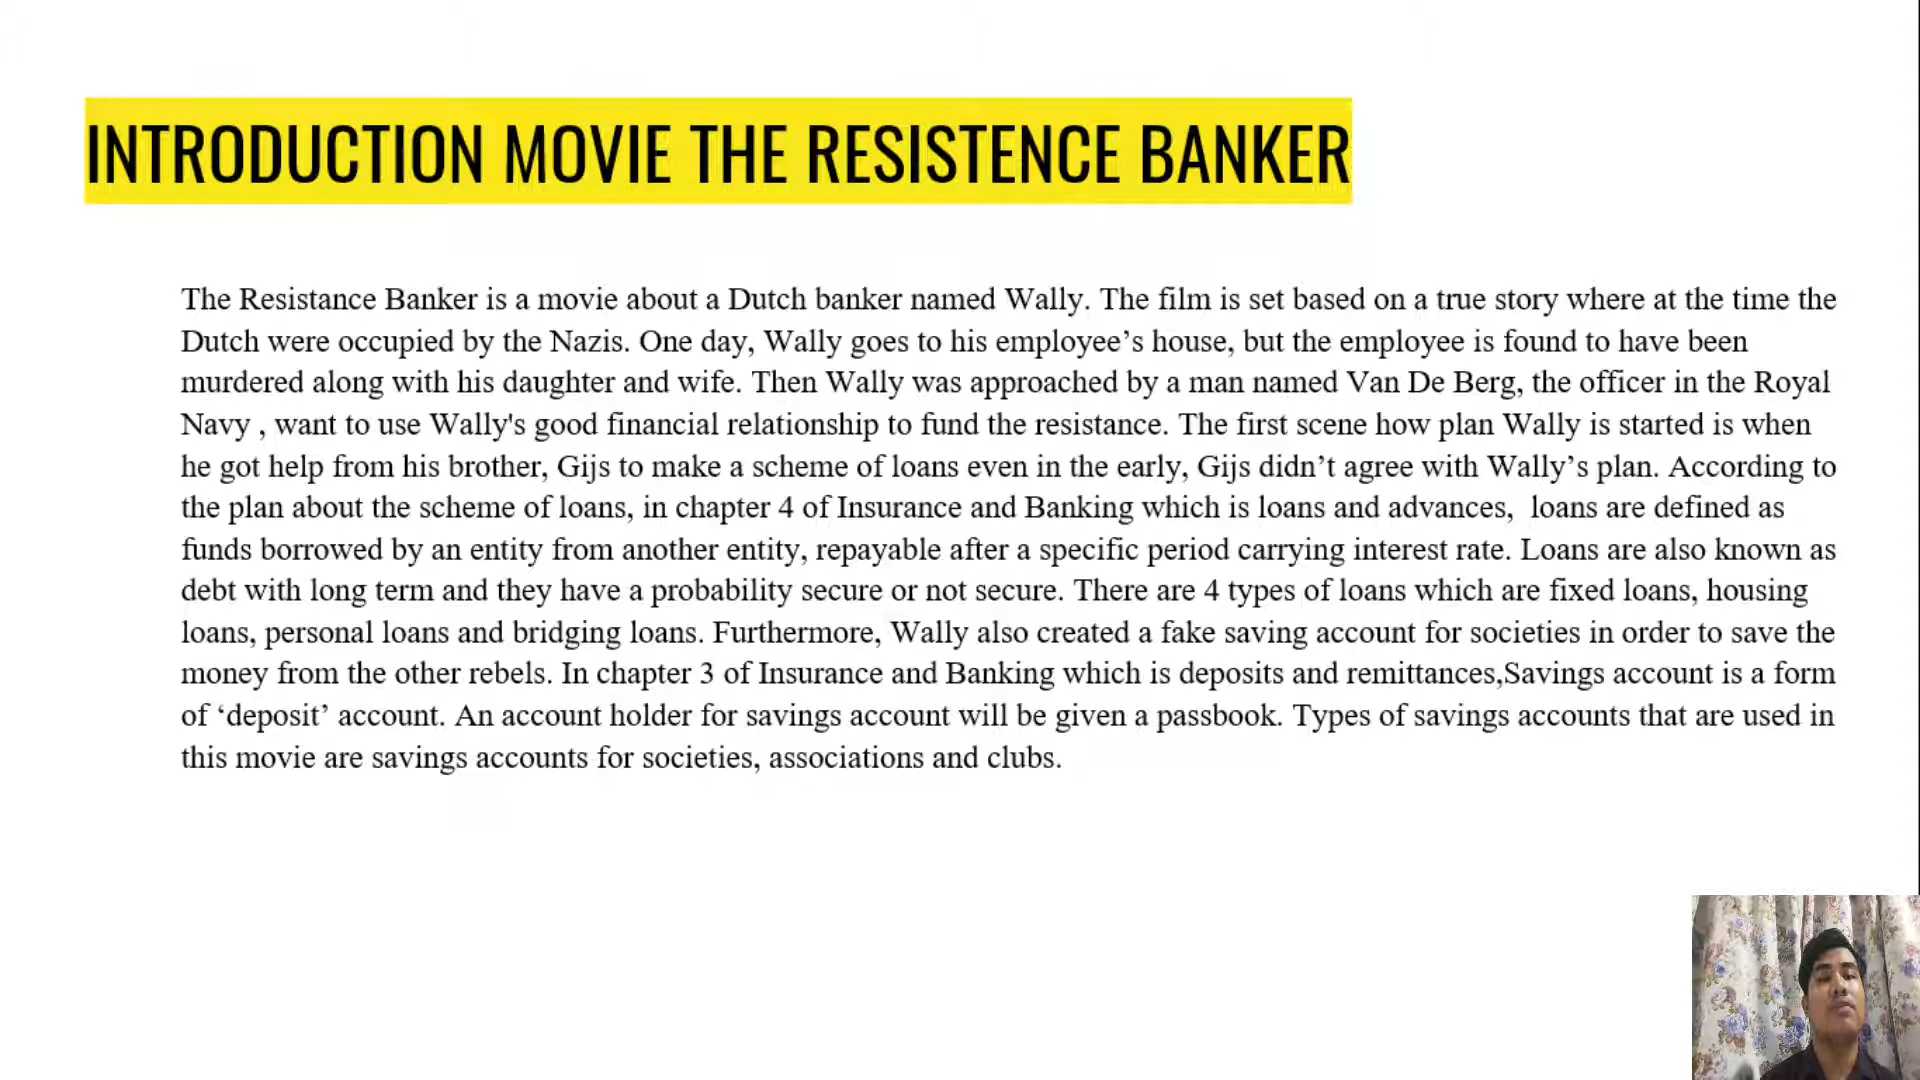 INTRODUCTION MOVIE THE RESISTENCE BANKER
The Resistance Banker is a movie about a Dutch banker named Wally. The film is set based on a true story where at the time the
Dutch were occupied by the Nazis. One day, Wally goes to his employee’s house, but the employee is found to have been
murdered along with his daughter and wife. Then Wally was approached by a man named Van De Berg, the officer in the Royal
Navy , want to use Wally's good financial relationship to fund the resistance. The first scene how plan Wally is started is when
he got help from his brother, Gijs to make a scheme of loans even in the early, Gijs didn’t agree with Wally’s plan. According to
the plan about the scheme of loans, in chapter 4 of Insurance and Banking which is loans and advances,  loans are defined as
funds borrowed by an entity from another entity, repayable after a specific period carrying interest rate. Loans are also known as
debt with long term and they have a probability secure or not secure. There are 4 types of loans which are fixed loans, housing
loans, personal loans and bridging loans. Furthermore, Wally also created a fake saving account for societies in order to save the
money from the other rebels. In chapter 3 of Insurance and Banking which is deposits and remittances,Savings account is a form
of ‘deposit’ account. An account holder for savings account will be given a passbook. Types of savings accounts that are used in
this movie are savings accounts for societies, associations and clubs.